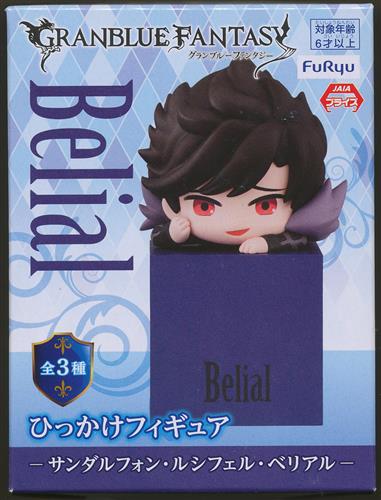 GRANBLUE FANTASY
グランブルーファンタジー
対象年齢
6才以上
FuRyu
JAIA
プライズ
Belial
Belial
全3種
ひっかけフィギュア
－サンダルフォン・ルシフェル・ベリアル－